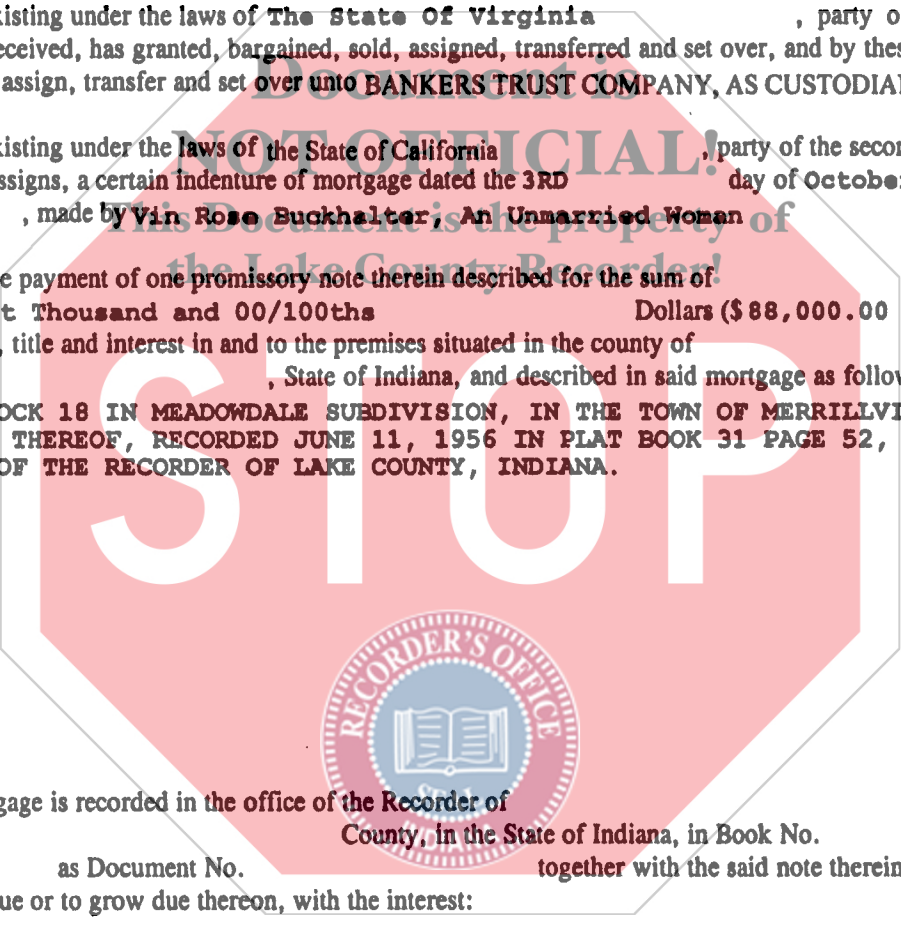 xisting under the laws of The State Of Virginia , party o
eceived, has granted, bargained, sold, assigned, transferred and set over, and by thes
assign, transfer and set over unto BANKERS TRUST COMPANY, AS CUSTODIAN
Document is
NOT OFFICIAL!
This Document is the property of
the Lake County Recorder!
xisting under the laws of the State of California , party of the secon
ssigns, a certain indenture of mortgage dated the 3RD day of October
, made by Vin Rose Buckhalter, An Unmarried Woman
e payment of one promissory note therein described for the sum of
t Thousand and 00/100ths Dollars ($ 88,000.00
, title and interest in and to the premises situated in the county of
, State of Indiana, and described in said mortgage as follow
OCK 18 IN MEADOWDALE SUBDIVISION, IN THE TOWN OF MERRILLVI
THEREOF, RECORDED JUNE 11, 1956 IN PLAT BOOK 31 PAGE 52,
OF THE RECORDER OF LAKE COUNTY, INDIANA.
STOP
RECORDER'S OFFICE
SEAL
INDIANA
gage is recorded in the office of the Recorder of
County, in the State of Indiana, in Book No.
as Document No. together with the said note therein
ue or to grow due thereon, with the interest: